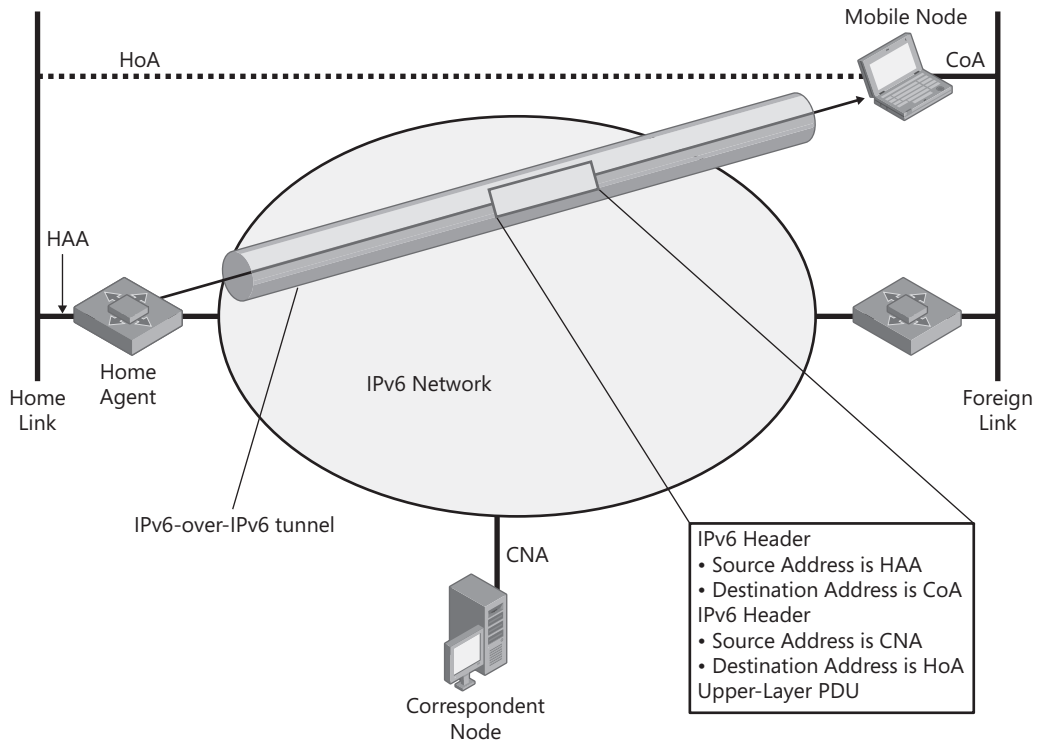 Mobile Node
HoA
CoA
HAA
Home
Agent
Home
Link
IPv6 Network
Foreign
Link
IPv6-over-IPv6 tunnel
CNA
IPv6 Header
• Source Address is HAA
• Destination Address is CoA
IPv6 Header
• Source Address is CNA
• Destination Address is HoA
Upper-Layer PDU
Correspondent
Node